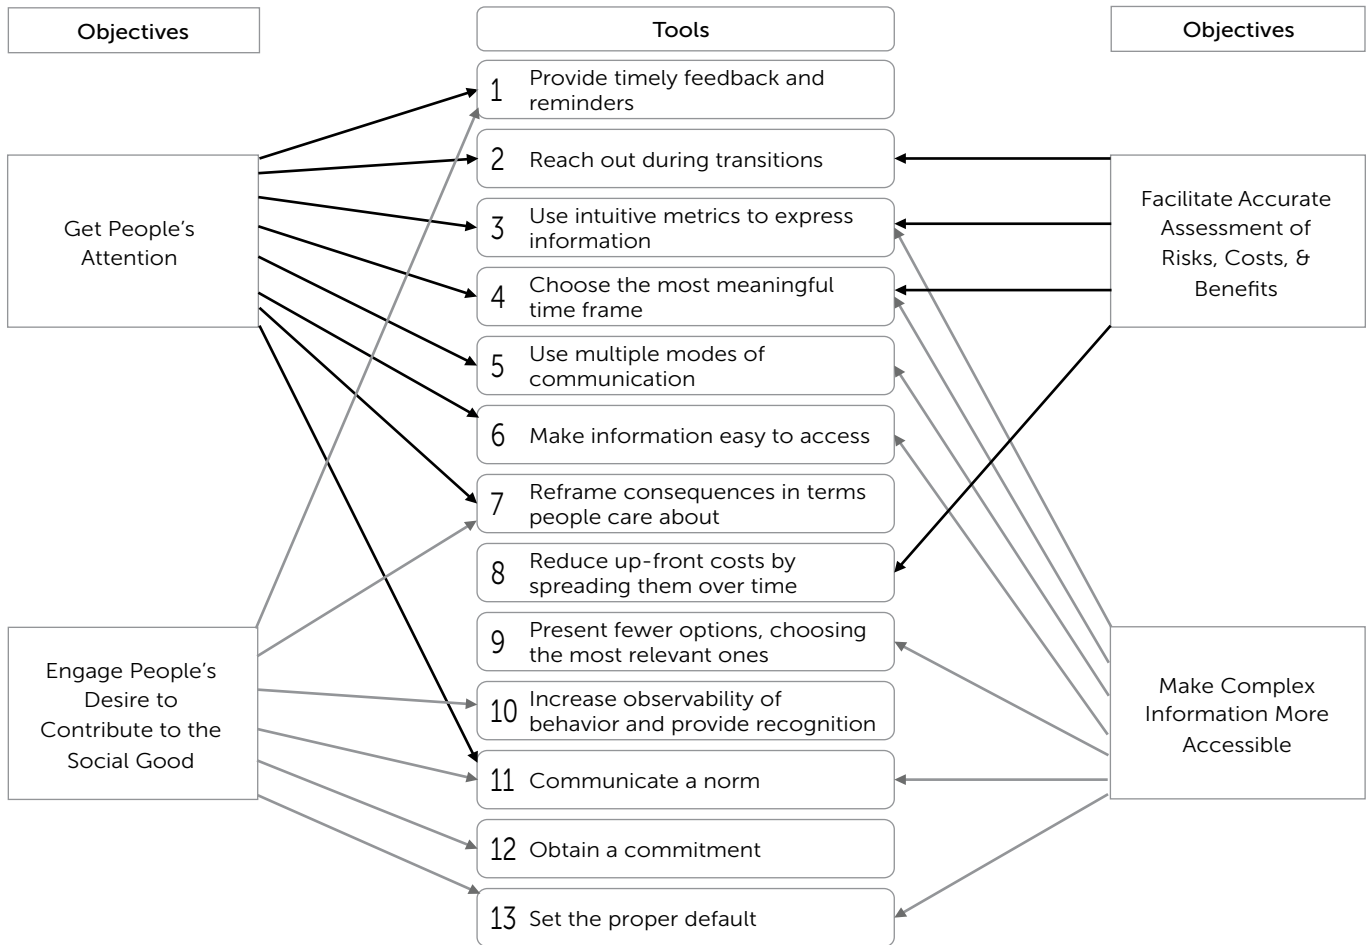 Objectives
Tools
Objectives
Get People's
Attention
Engage People's
Desire to
Contribute to the
Social Good
1 Provide timely feedback and
reminders
2 Reach out during transitions
3 Use intuitive metrics to express
information
4 Choose the most meaningful
time frame
5 Use multiple modes of
communication
6 Make information easy to access
7 Reframe consequences in terms
people care about
8 Reduce up-front costs by
spreading them over time
9 Present fewer options, choosing
the most relevant ones
10 Increase observability of
behavior and provide recognition
11 Communicate a norm
12 Obtain a commitment
13 Set the proper default
Facilitate Accurate
Assessment of
Risks, Costs, &
Benefits
Make Complex
Information More
Accessible